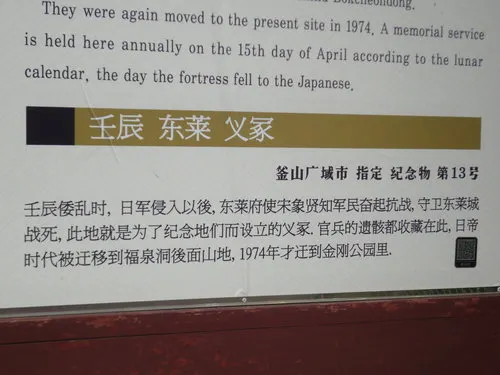 They were again moved to the present site in 1974. A memorial service
is held here annually on the 15th day of April according to the lunar
calendar, the day the fortress fell to the Japanese.
壬辰 东莱 义冢
釜山广域市 指定 纪念物 第13号
壬辰倭乱时, 日军侵入以後, 东莱府使宋象贤知军民奋起抗战, 守卫东莱城
战死, 此地就是为了纪念地们而设立的义冢. 官兵的遗骸都收藏在此, 日帝
时代被迁移到福泉洞後面山地, 1974年才迁到金刚公园里.